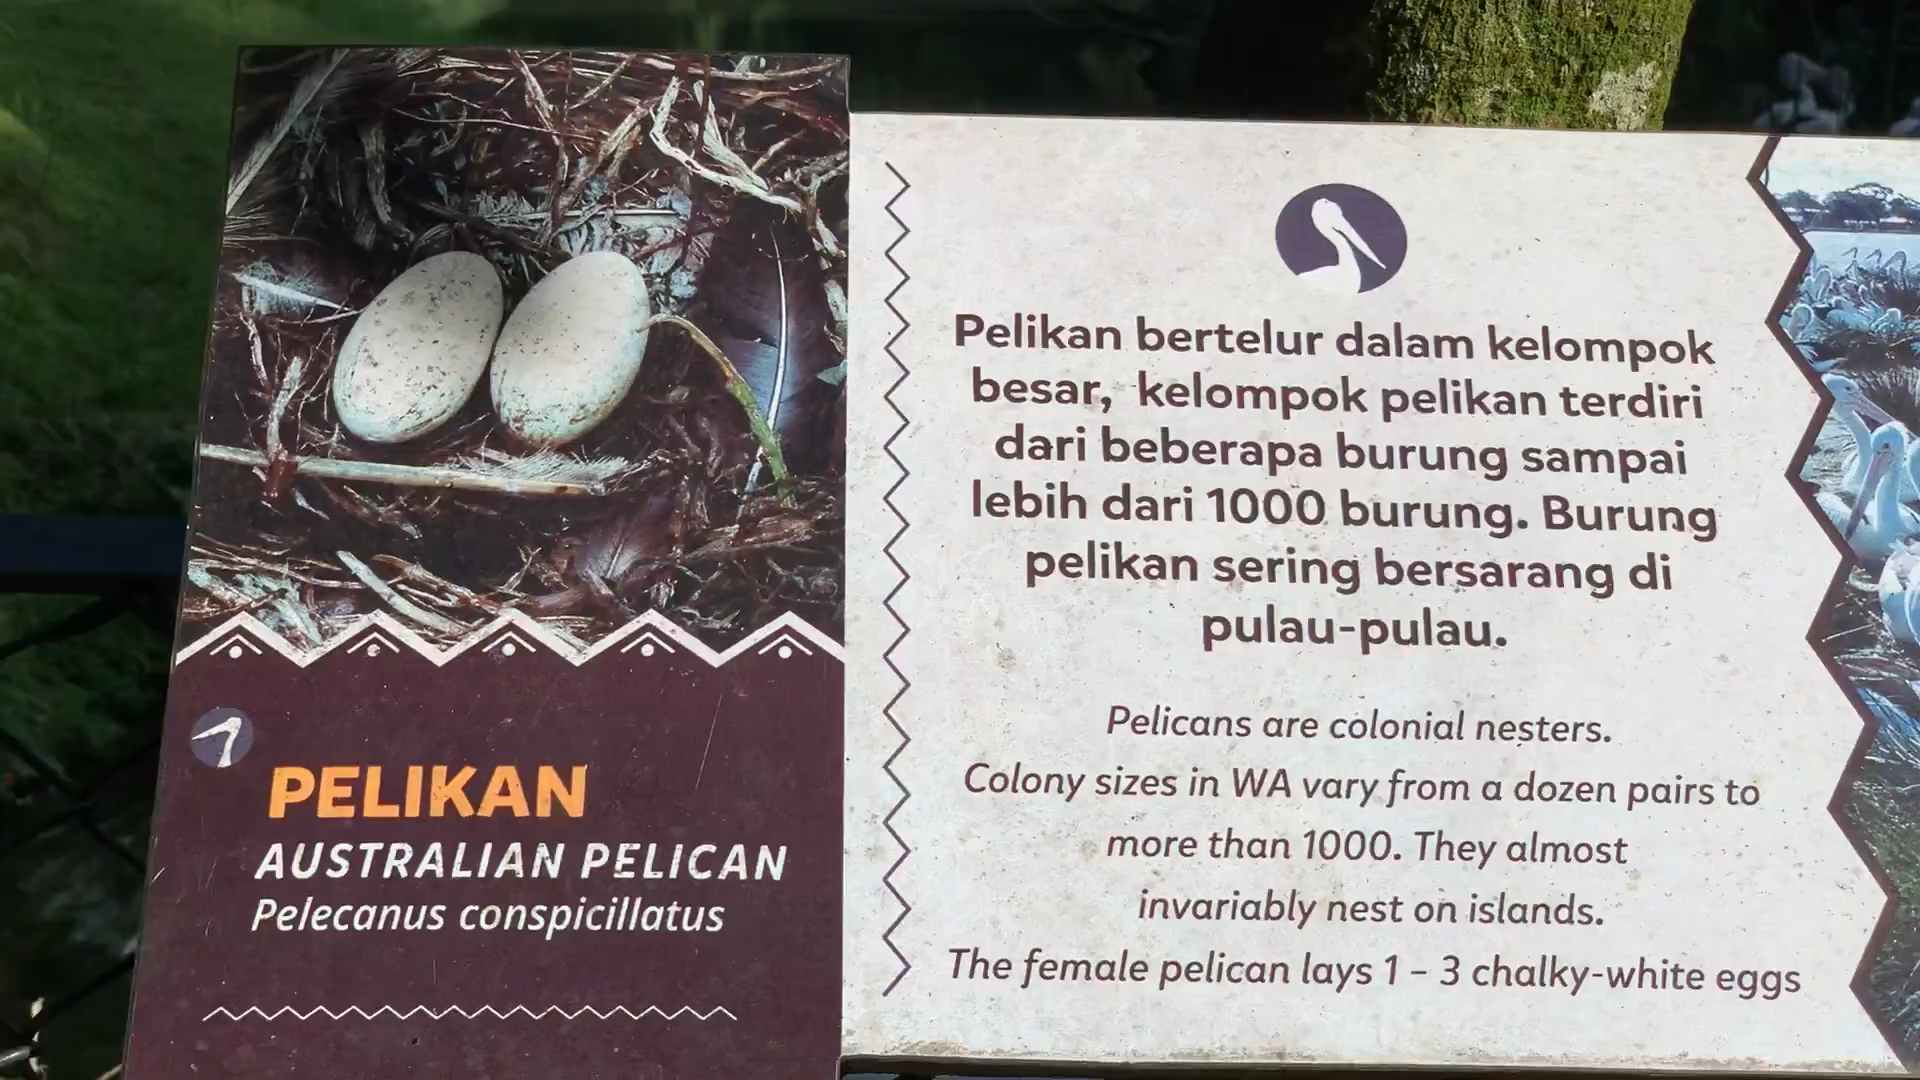 PELIKAN
AUSTRALIAN PELICAN
Pelecanus conspicillatus
Pelikan bertelur dalam kelompok
besar, kelompok pelikan terdiri
dari beberapa burung sampai
lebih dari 1000 burung. Burung
pelikan sering bersarang di
pulau-pulau.
Pelicans are colonial nesters.
Colony sizes in WA vary from a dozen pairs to
more than 1000. They almost
invariably nest on islands.
The female pelican lays 1 – 3 chalky-white eggs